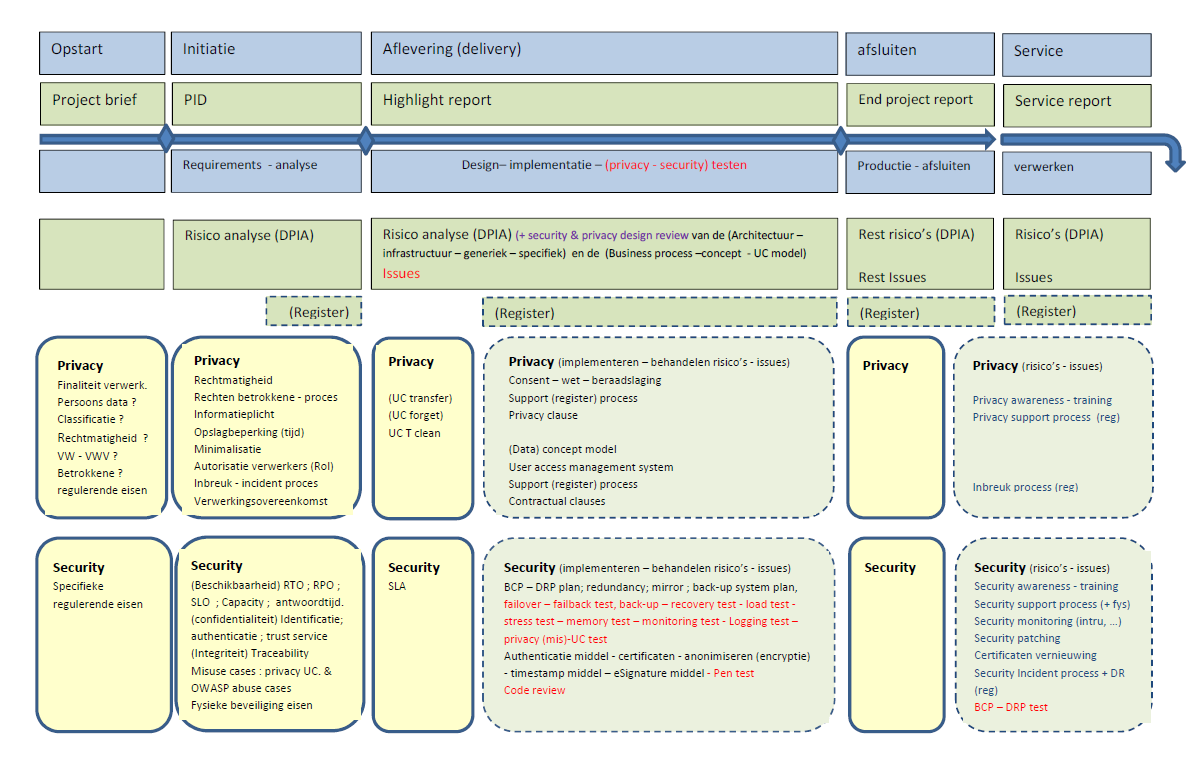 Opstart
Initiatie
Aflevering (delivery)
afsluiten
Service
Project brief
PID
Highlight report
End project report
Service report
Requirements - analyse
Design– implementatie – (privacy - security) testen
Productie - afsluiten
verwerken
Risico analyse (DPIA)
Risico analyse (DPIA) (+ security & privacy design review van de (Architectuur –
infrastructuur – generiek – specifiek) en de (Business process –concept - UC model)
Issues
Rest risico's (DPIA)
Rest Issues
Risico's (DPIA)
Issues
(Register)
(Register)
(Register)
(Register)
Privacy
Finaliteit verwerk.
Persoons data ?
Classificatie ?
Rechtmatigheid ?
VW - VWV ?
Betrokkene ?
regulerende eisen
Privacy
Rechtmatigheid
Rechten betrokkene - proces
Informatieplicht
Opslagbeperking (tijd)
Minimalisatie
Autorisatie verwerkers (Rol)
Inbreuk - incident proces
Verwerkingsovereenkomst
Privacy
(UC transfer)
(UC forget)
UC T clean
Privacy (implementeren – behandelen risico's - issues)
Consent – wet – beraadslaging
Support (register) process
Privacy clause
(Data) concept model
User access management system
Support (register) process
Contractual clauses
Privacy
Privacy (risico's - issues)
Privacy awareness - training
Privacy support process (reg)
Inbreuk process (reg)
Security
Specifieke
regulerende eisen
Security
(Beschikbaarheid) RTO ; RPO ;
SLO ; Capacity ; antwoordtijd.
(confidentialiteit) Identificatie;
authenticatie ; trust service
(Integriteit) Traceability
Misuse cases : privacy UC. &
OWASP abuse cases
Fysieke beveiliging eisen
Security
SLA
Security (implementeren – behandelen risico's - issues)
BCP – DRP plan; redundancy; mirror ; back-up system plan,
failover – failback test, back-up – recovery test - load test -
stress test – memory test – monitoring test - Logging test –
privacy (mis)-UC test
Authenticatie middel - certificaten - anonimiseren (encryptie)
- timestamp middel – eSignature middel - Pen test
Code review
Security
Security (risico's - issues)
Security awareness - training
Security support process (+ fys)
Security monitoring (intru, ...)
Security patching
Certificaten vernieuwing
Security Incident process + DR
(reg)
BCP – DRP test